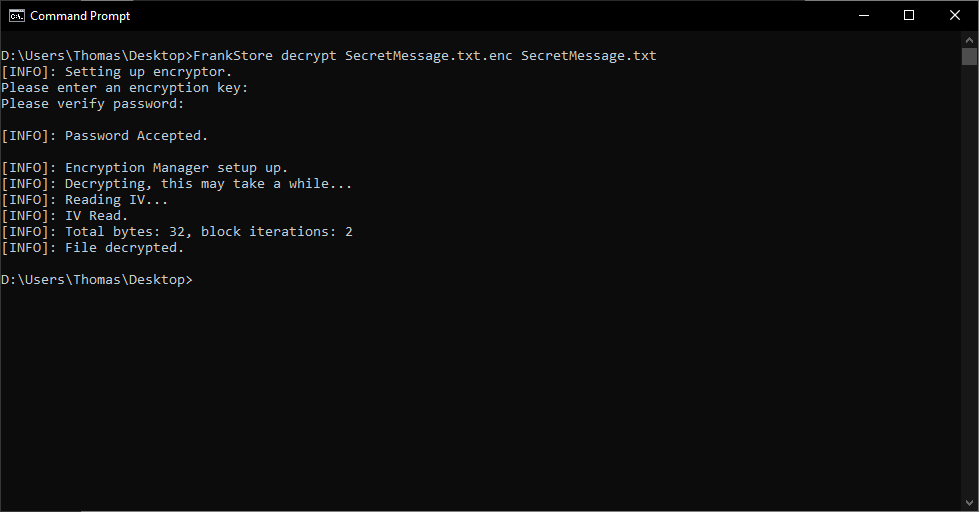 Command Prompt
D:\Users\Thomas\Desktop>FrankStore decrypt SecretMessage.txt.enc SecretMessage.txt
[INFO]: Setting up encryptor.
Please enter an encryption key:
Please verify password:
[INFO]: Password Accepted.
[INFO]: Encryption Manager setup up.
[INFO]: Decrypting, this may take a while...
[INFO]: Reading IV...
[INFO]: IV Read.
[INFO]: Total bytes: 32, block iterations: 2
[INFO]: File decrypted.
D:\Users\Thomas\Desktop>